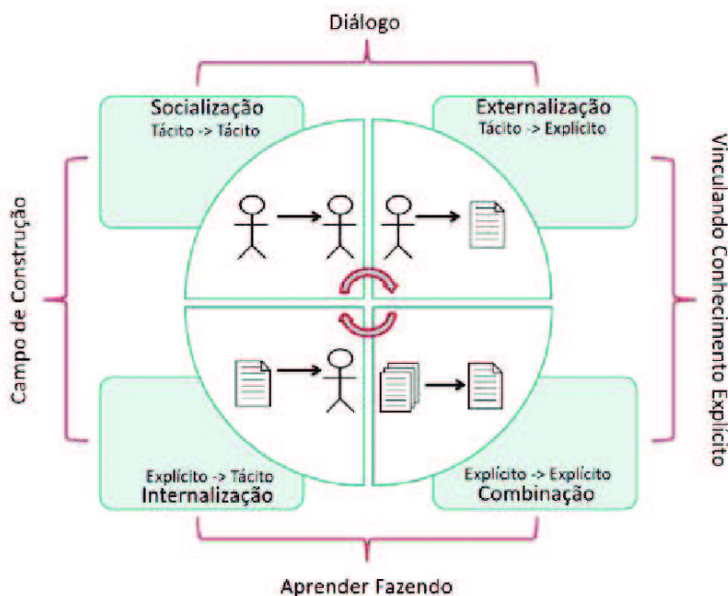 Diálogo
Socialização
Tácito -> Tácito
Externalização
Tácito -> Explícito
Campo de Construção
Vinculando Conhecimento Explícito
Explícito -> Tácito
Internalização
Explícito -> Explícito
Combinação
Aprender Fazendo